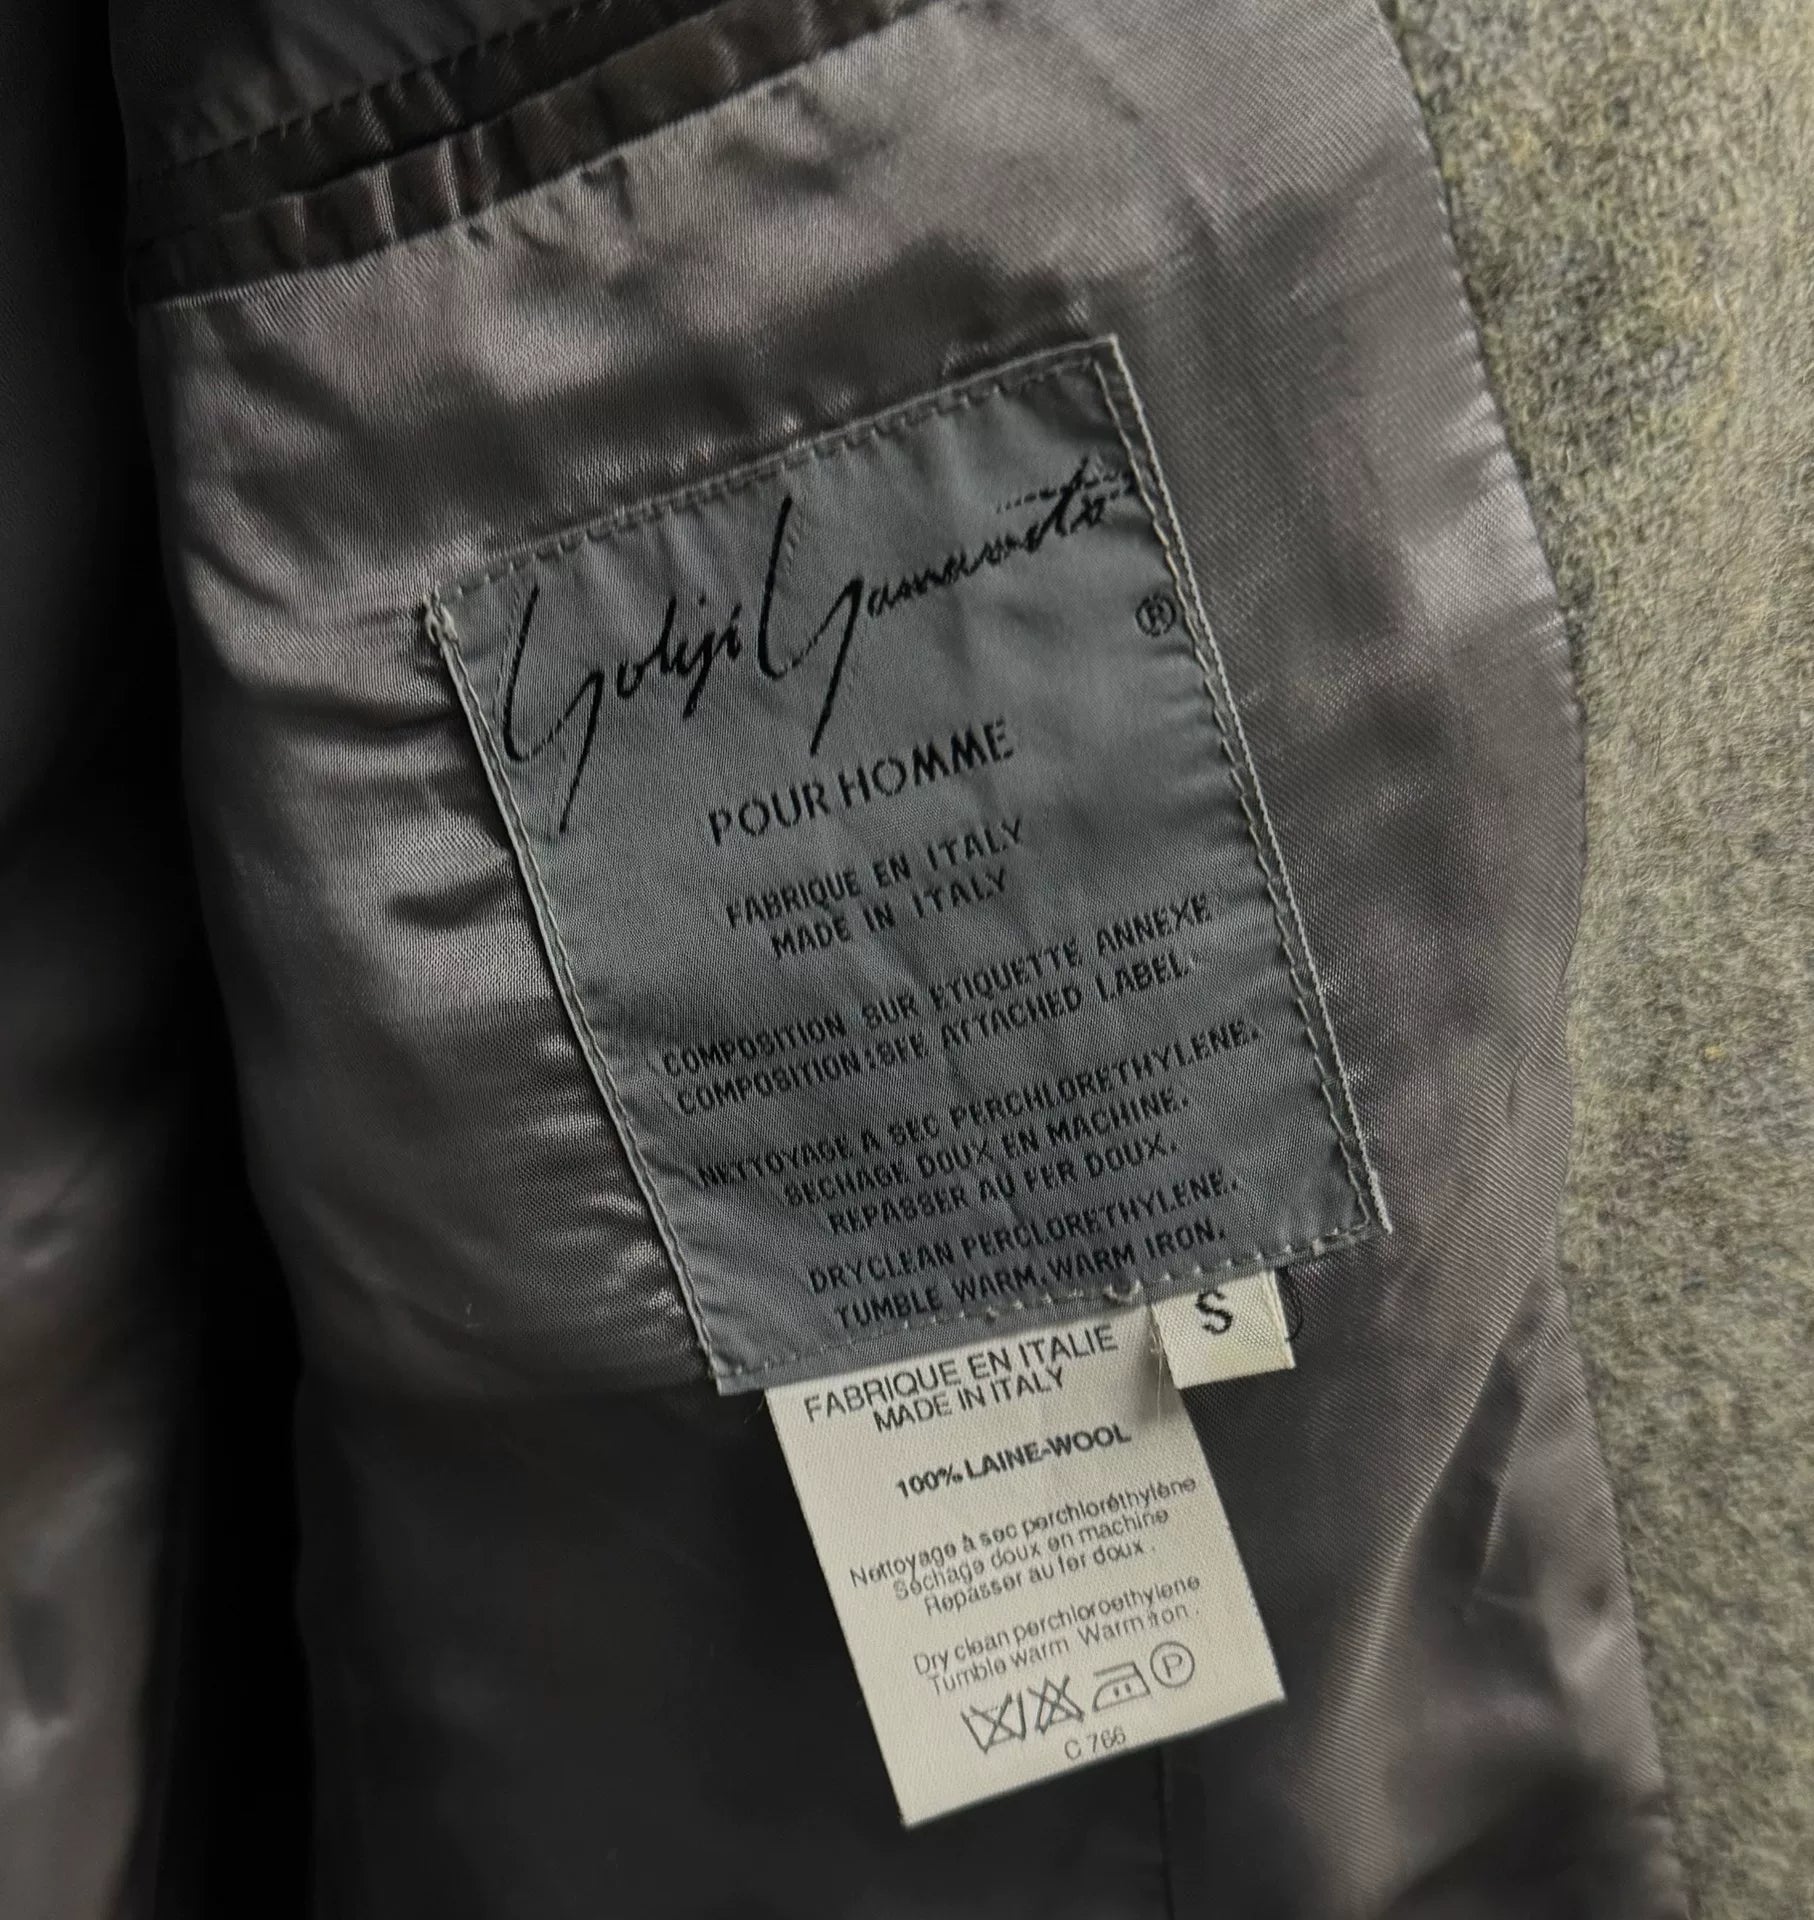 Yohji Yamamoto
®
POUR HOMME
FABRIQUE EN ITALY
MADE IN ITALY
COMPOSITION SUR ETIQUETTE ANNEXE
COMPOSITION:SEE ATTACHED LABEL
NETTOYAGE A SEC PERCHLORETHYLENE.
SECHAGE DOUX EN MACHINE.
REPASSER AU FER DOUX.
DRYCLEAN PERCLORETHYLENE.
TUMBLE WARM.WARM IRON.
S
FABRIQUE EN ITALIE
MADE IN ITALY
100% LAINE-WOOL
Nettoyage à sec perchloréthylène
Séchage doux en machine
Repasser au fer doux.
Dry clean perchloroethylene
Tumble warm Warm iron.
P
C 766